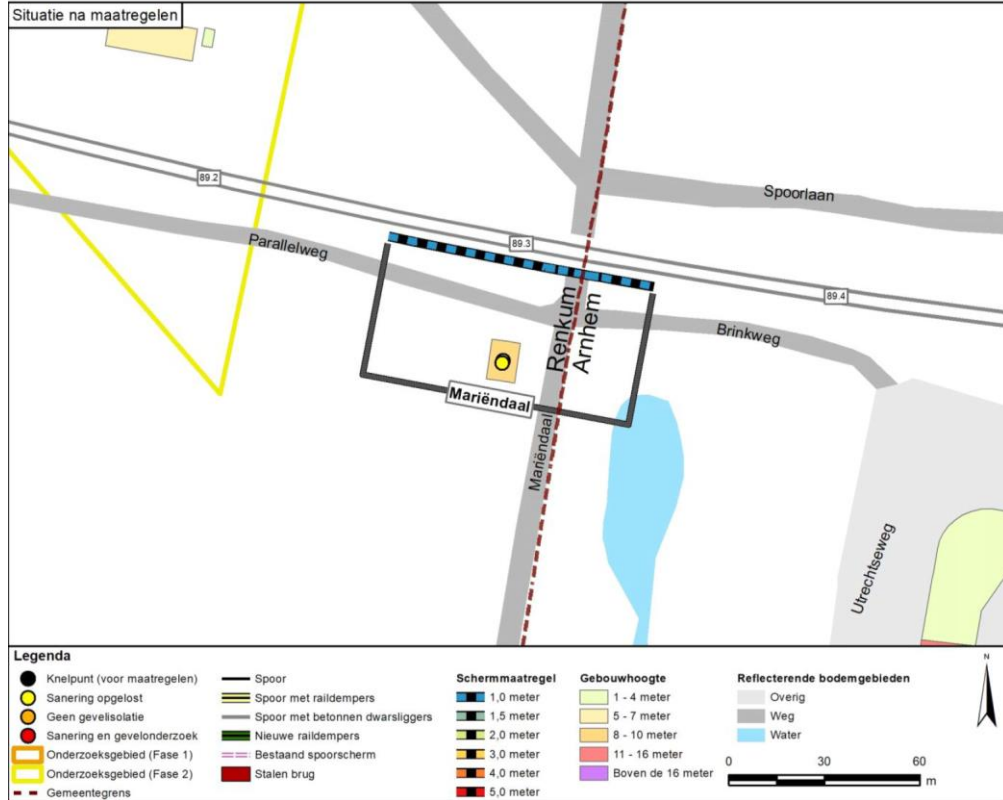 Situatie na maatregelen
89.2
Spoorlaan
Parallelweg
89.3
89.4
Renkum
Arnhem
Brinkweg
Mariëndaal
Mariëndaal
Utrechtseweg
Legenda
Knelpunt (voor maatregelen)
Sanering opgelost
Geen gevelisolatie
Sanering en gevelonderzoek
Onderzoeksgebied (Fase 1)
Onderzoeksgebied (Fase 2)
Gemeentegrens
Spoor
Spoor met raildempers
Spoor met betonnen dwarsliggers
Nieuwe raildempers
Bestaand spoorscherm
Stalen brug
Schermmaatregel
1,0 meter
1,5 meter
2,0 meter
3,0 meter
4,0 meter
5,0 meter
Gebouwhoogte
1 - 4 meter
5 - 7 meter
8 - 10 meter
11 - 16 meter
Boven de 16 meter
Reflecterende bodemgebieden
Overig
Weg
Water
N
0 30 60
m